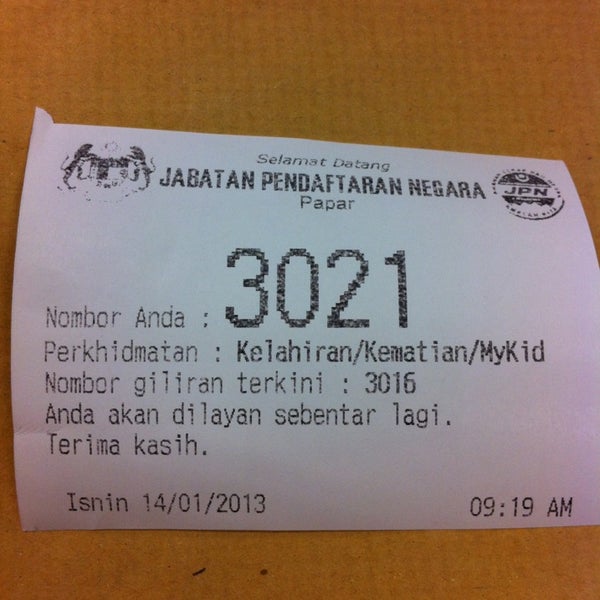 Selamat Datang
JABATAN PENDAFTARAN NEGARA
JPN
Papar
Nombor Anda : 3021
Perkhidmatan : Kelahiran/Kematian/MyKid
Nombor giliran terkini : 3016
Anda akan dilayan sebentar lagi.
Terima kasih.
Isnin 14/01/2013 09:19 AM